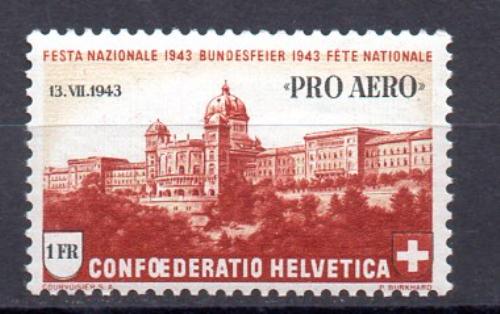 FESTA NAZIONALE 1943 BUNDESFEIER 1943 FÊTE NATIONALE
13.VII.1943 «PRO AERO»
1 FR
CONFOEDERATIO HELVETICA
COURVOISIER S.A. P. BURKHARD